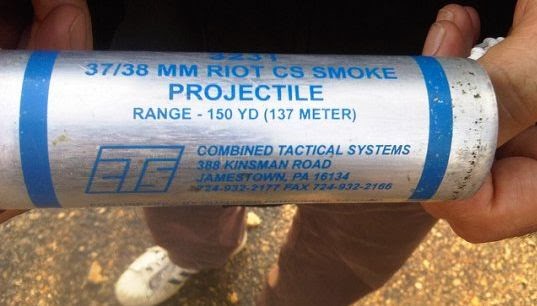 3231
37/38 MM RIOT CS SMOKE
PROJECTILE
RANGE - 150 YD (137 METER)
CTS
COMBINED TACTICAL SYSTEMS
388 KINSMAN ROAD
JAMESTOWN, PA 16134
724-932-2177 FAX 724-932-2166